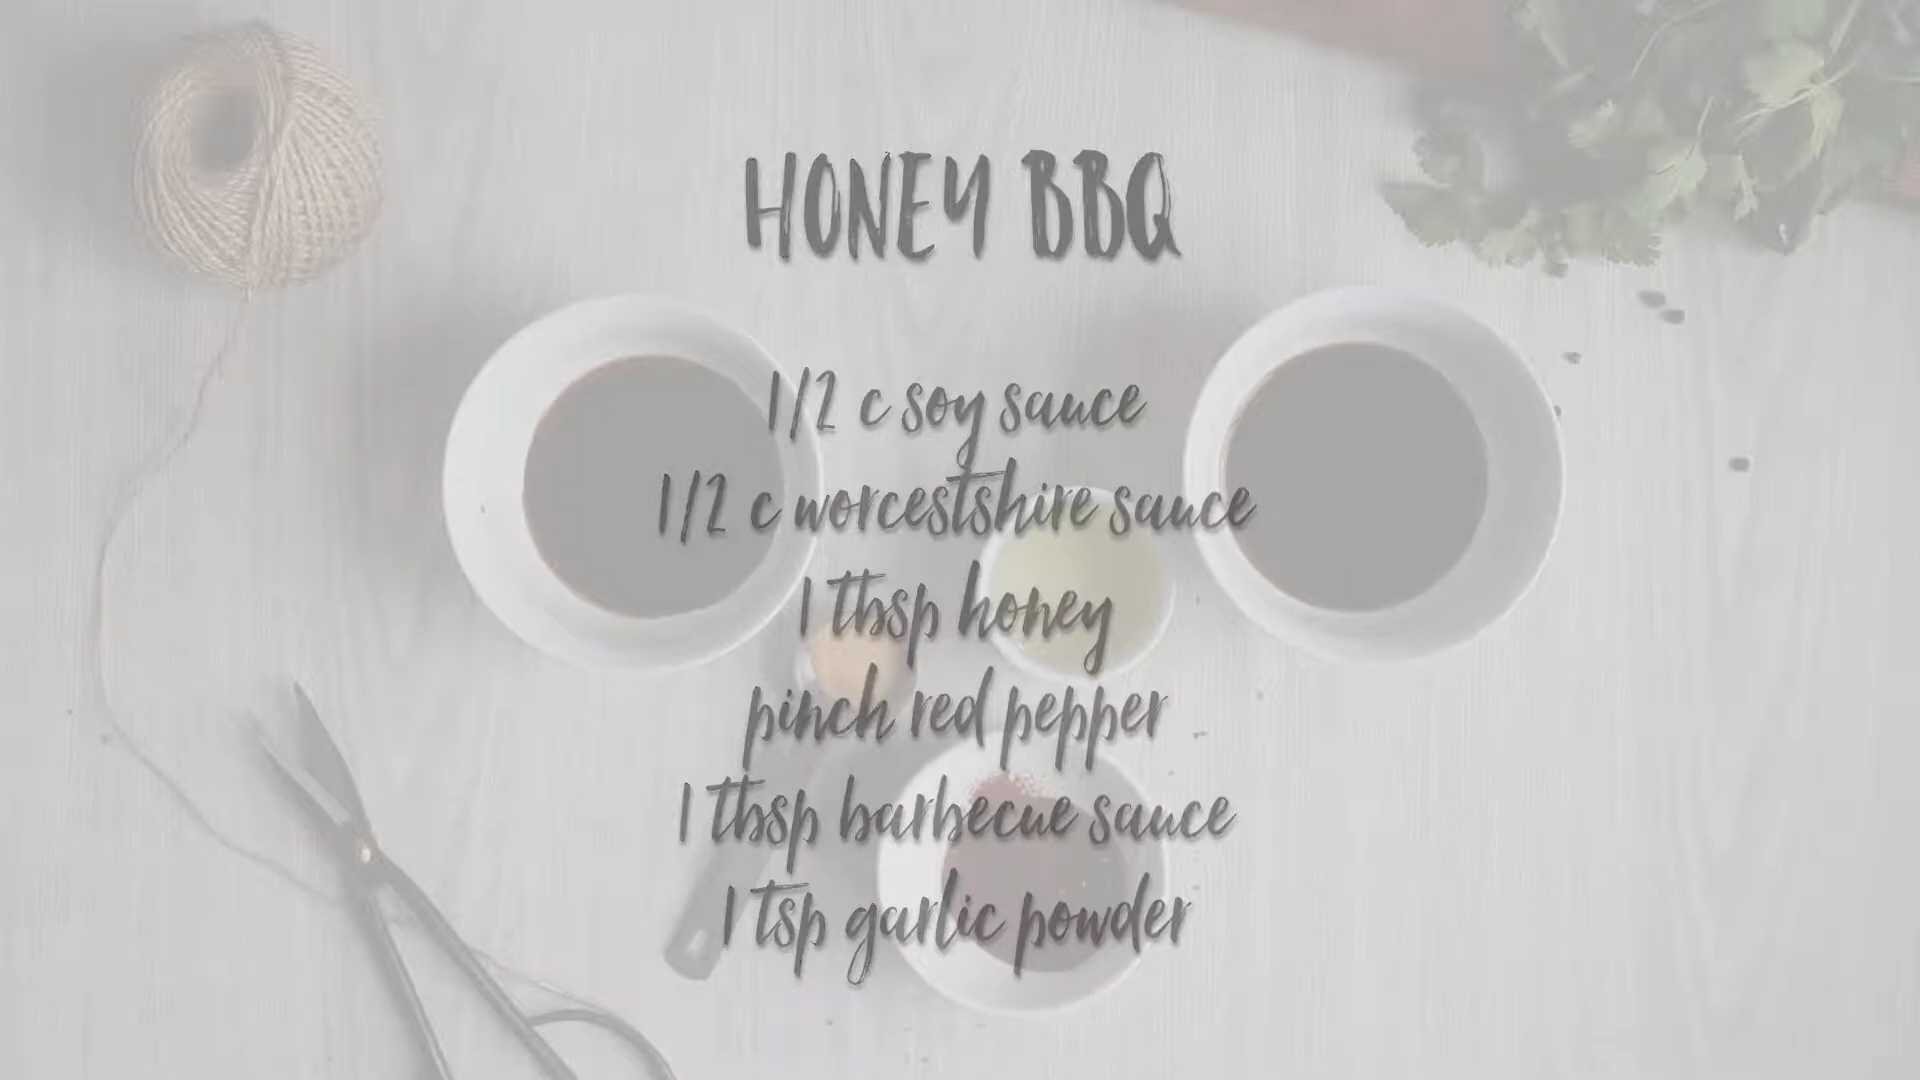 HONEY BBQ
1/2 c soy sauce
1/2 c worcestshire sauce
1 tbsp honey
pinch red pepper
1 tbsp barbecue sauce
1 tsp garlic powder